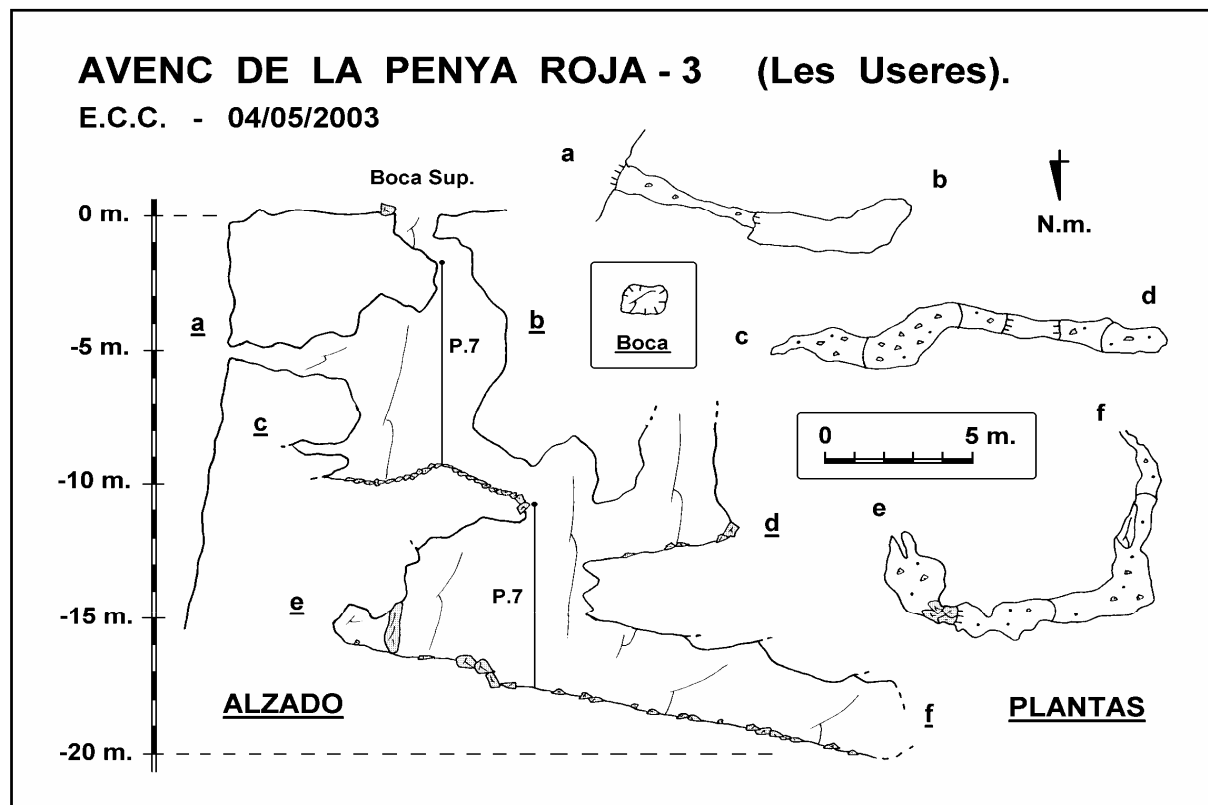 AVENC DE LA PENYA ROJA - 3 (Les Useres).
E.C.C. - 04/05/2003
Boca Sup.
0 m.
-5 m.
-10 m.
-15 m.
-20 m.
a
b
c
d
e
f
P.7
P.7
ALZADO
a
b
N.m.
Boca
c
d
0 5 m.
e
f
PLANTAS